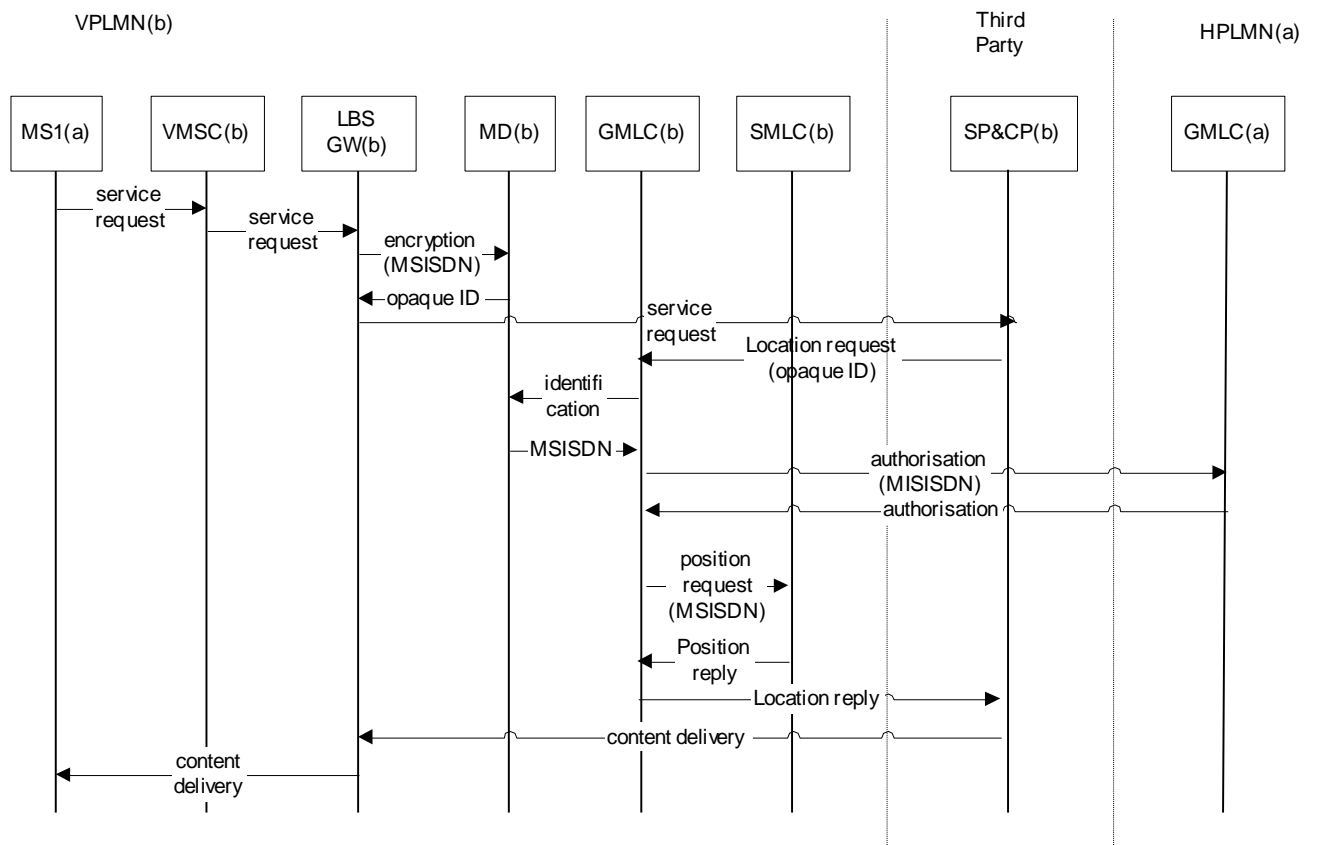 VPLMN(b)
Third
Party
HPLMN(a)
MS1(a)
VMSC(b)
LBS
GW(b)
MD(b)
GMLC(b)
SMLC(b)
SP&CP(b)
GMLC(a)
service
request
service
request
encryption
(MSISDN)
opaque ID
service
request
Location request
(opaque ID)
identifi
cation
MSISDN
authorisation
(MISISDN)
authorisation
position
request
(MSISDN)
Position
reply
Location reply
content delivery
content
delivery